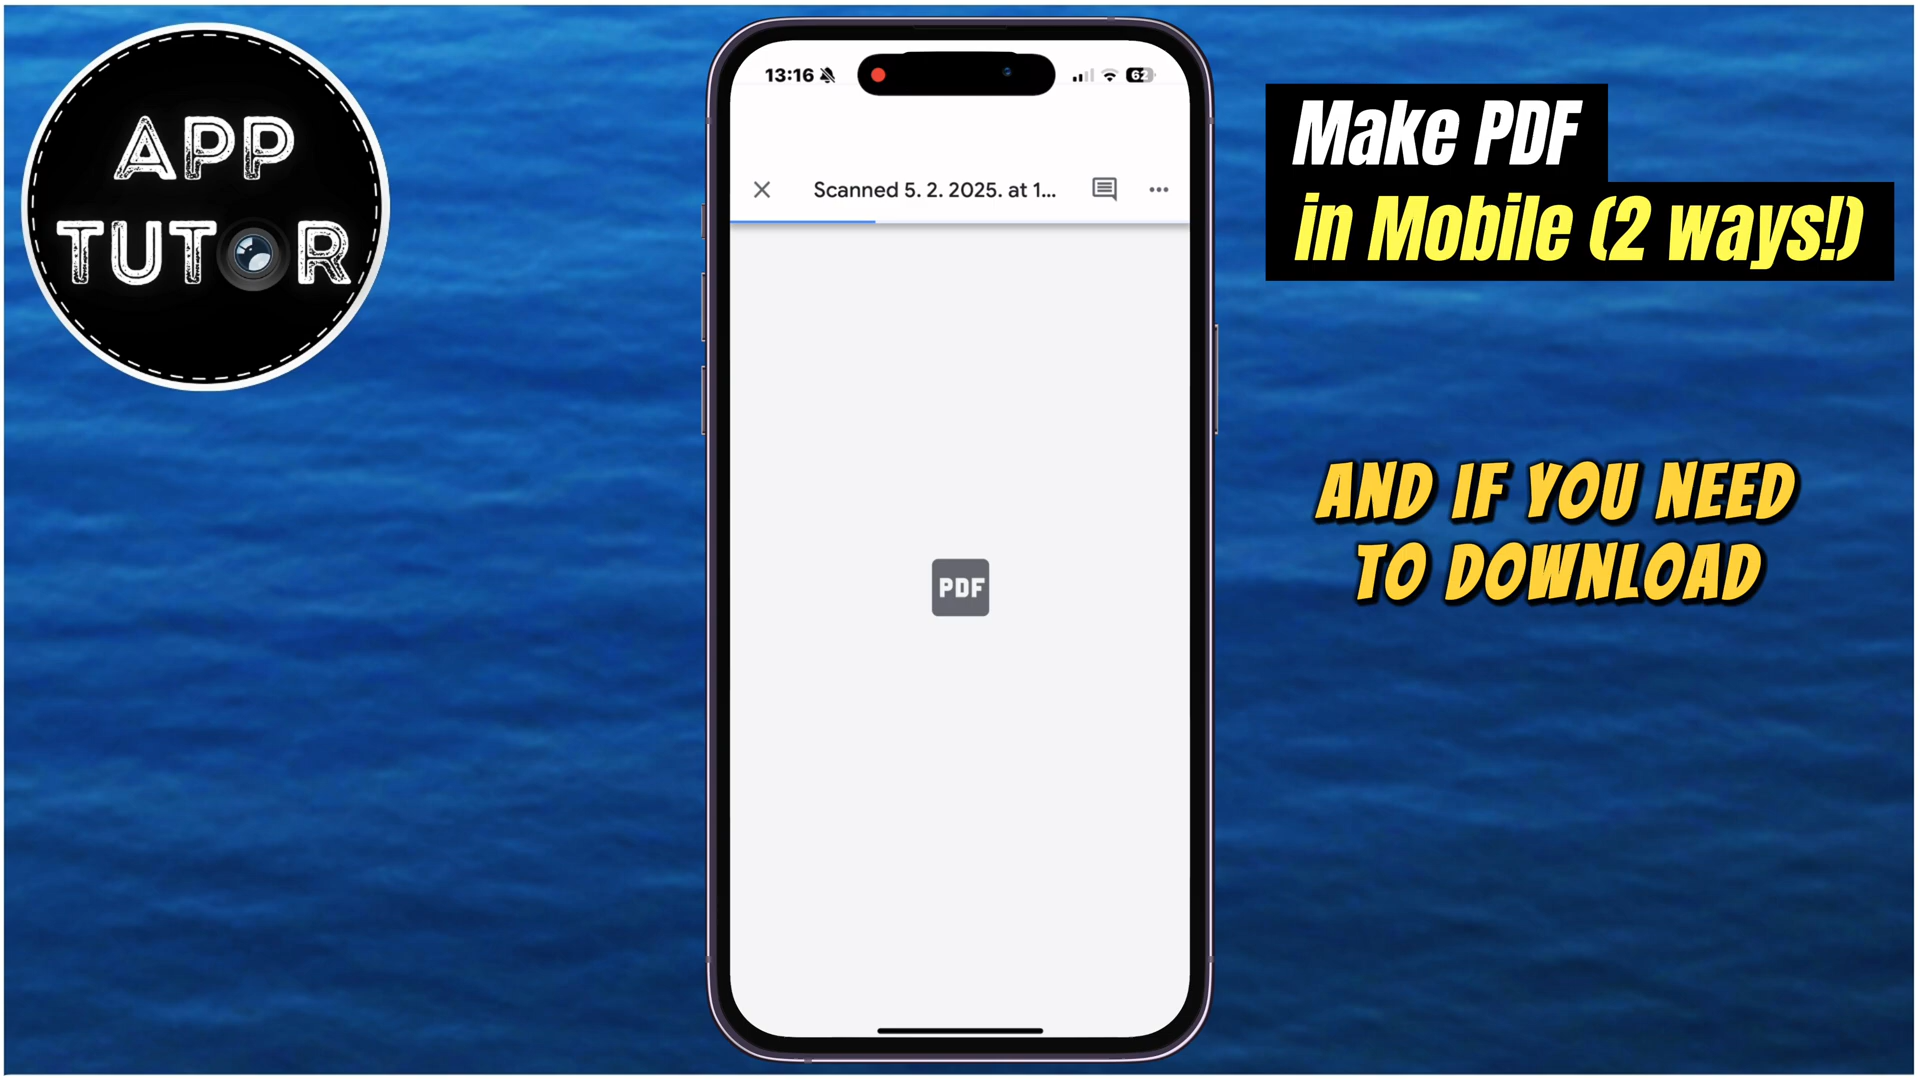 APP
TUTOR
13:16
62
Scanned 5. 2. 2025. at 1...
PDF
Make PDF
in Mobile (2 ways!)
AND IF YOU NEED
TO DOWNLOAD